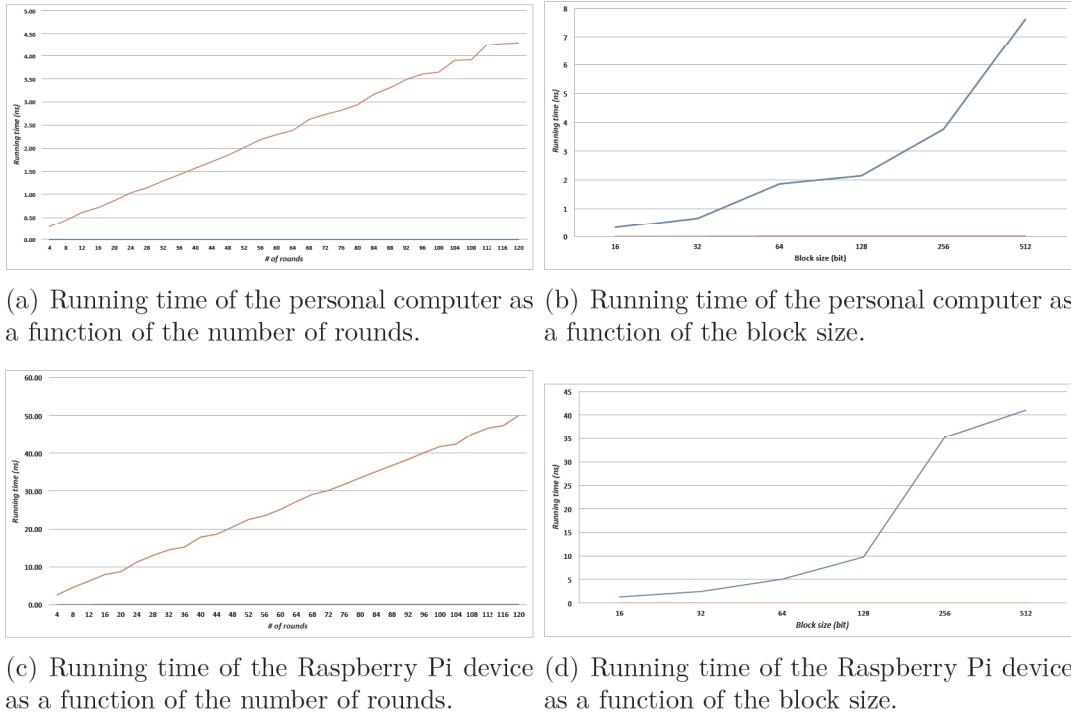 5.00
4.50
4.00
3.50
3.00
2.50
2.00
1.50
1.00
0.50
0.00
Running time (ns)
4 8 12 16 20 24 28 32 36 40 44 48 52 56 60 64 68 72 76 80 84 88 92 96 100 104 108 112 116 120
# of rounds
8
7
6
5
4
3
2
1
0
Running time (ns)
16 32 64 128 256 512
Block size (bit)
(a) Running time of the personal computer as
a function of the number of rounds.
(b) Running time of the personal computer as
a function of the block size.
60.00
50.00
40.00
30.00
20.00
10.00
0.00
Running time (ns)
4 8 12 16 20 24 28 32 36 40 44 48 52 56 60 64 68 72 76 80 84 88 92 96 100 104 108 112 116 120
# of rounds
45
40
35
30
25
20
15
10
5
0
Running time (ns)
16 32 64 128 256 512
Block size (bit)
(c) Running time of the Raspberry Pi device
as a function of the number of rounds.
(d) Running time of the Raspberry Pi device
as a function of the block size.